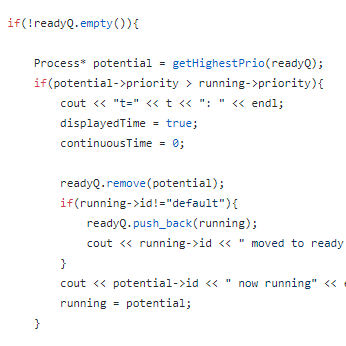 if(!readyQ.empty()){
Process* potential = getHighestPrio(readyQ);
if(potential->priority > running->priority){
cout << "t=" << t << ": " << endl;
displayedTime = true;
continuousTime = 0;
readyQ.remove(potential);
if(running->id!="default"){
readyQ.push_back(running);
cout << running->id << " moved to ready
}
cout << potential->id << " now running" <<
running = potential;
}